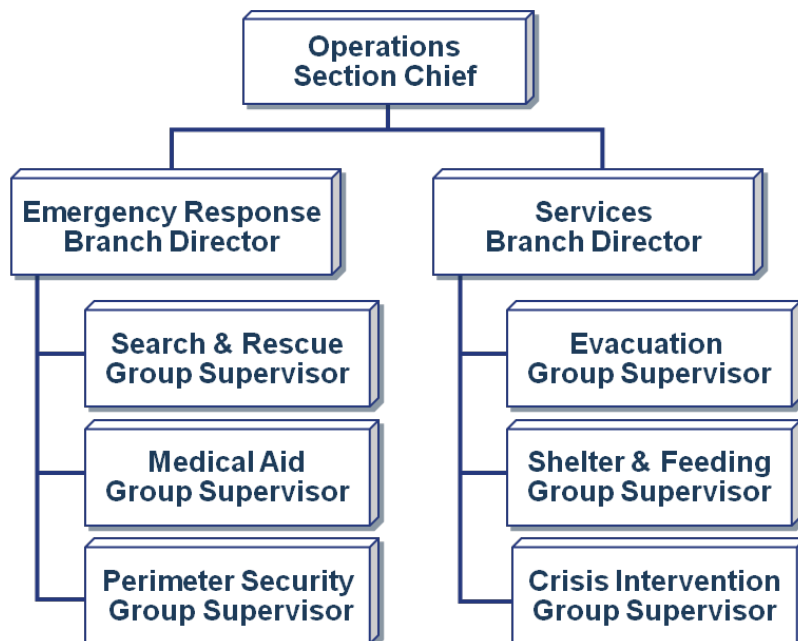 Operations
Section Chief
Emergency Response
Branch Director
Services
Branch Director
Search & Rescue
Group Supervisor
Medical Aid
Group Supervisor
Perimeter Security
Group Supervisor
Evacuation
Group Supervisor
Shelter & Feeding
Group Supervisor
Crisis Intervention
Group Supervisor